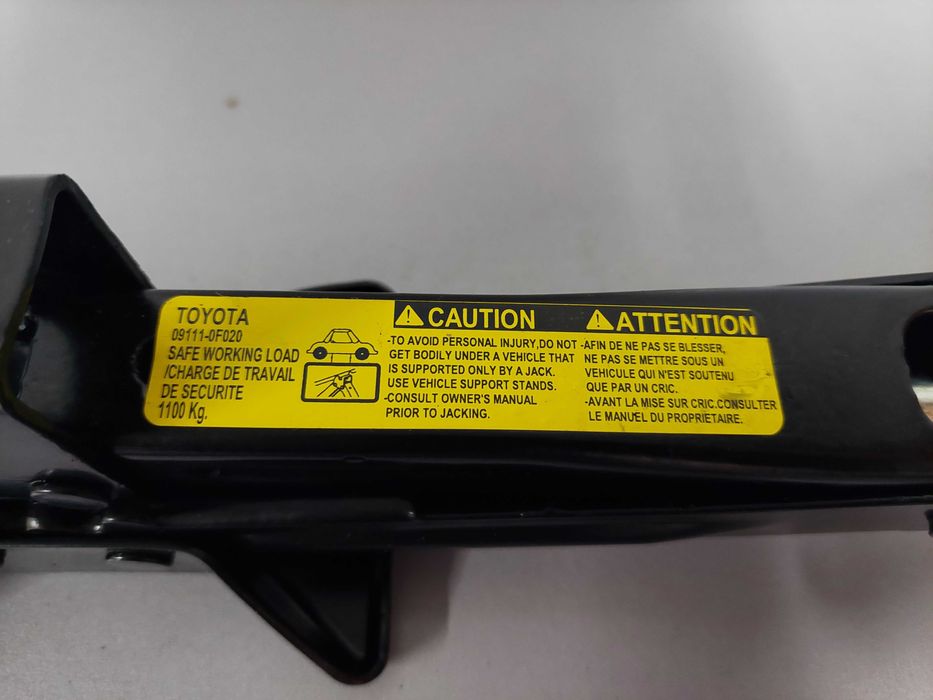 TOYOTA
09111-0F020
SAFE WORKING LOAD
/CHARGE DE TRAVAIL
DE SECURITE
1100 Kg.
CAUTION
-TO AVOID PERSONAL INJURY,DO NOT
GET BODILY UNDER A VEHICLE THAT
IS SUPPORTED ONLY BY A JACK.
USE VEHICLE SUPPORT STANDS.
-CONSULT OWNER'S MANUAL
PRIOR TO JACKING.
ATTENTION
-AFIN DE NE PAS SE BLESSER,
NE PAS SE METTRE SOUS UN
VEHICULE QUI N'EST SOUTENU
QUE PAR UN CRIC.
-AVANT LA MISE SUR CRIC.CONSULTER
LE MANUEL DU PROPRIETAIRE.